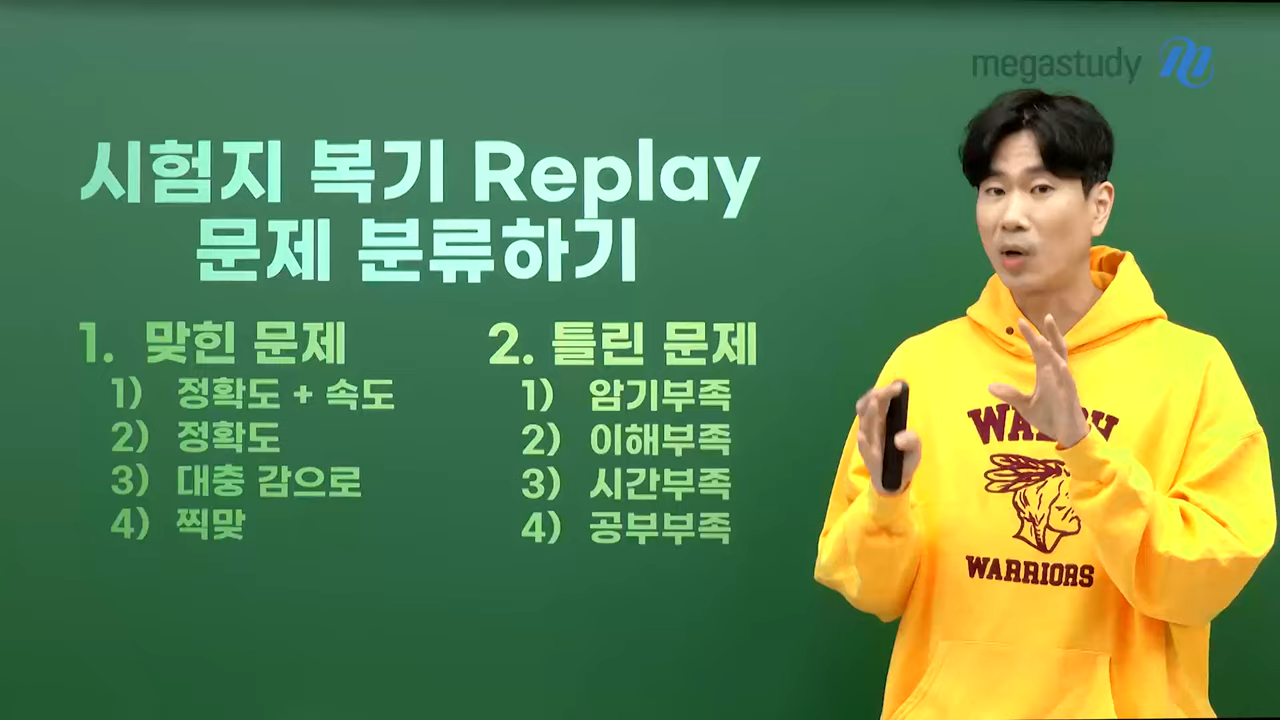 megastudy
시험지 복기 Replay
문제 분류하기
1. 맞힌 문제
1) 정확도 + 속도
2) 정확도
3) 대충 감으로
4) 찍맞
2. 틀린 문제
1) 암기부족
2) 이해부족
3) 시간부족
4) 공부부족
WARRIORS